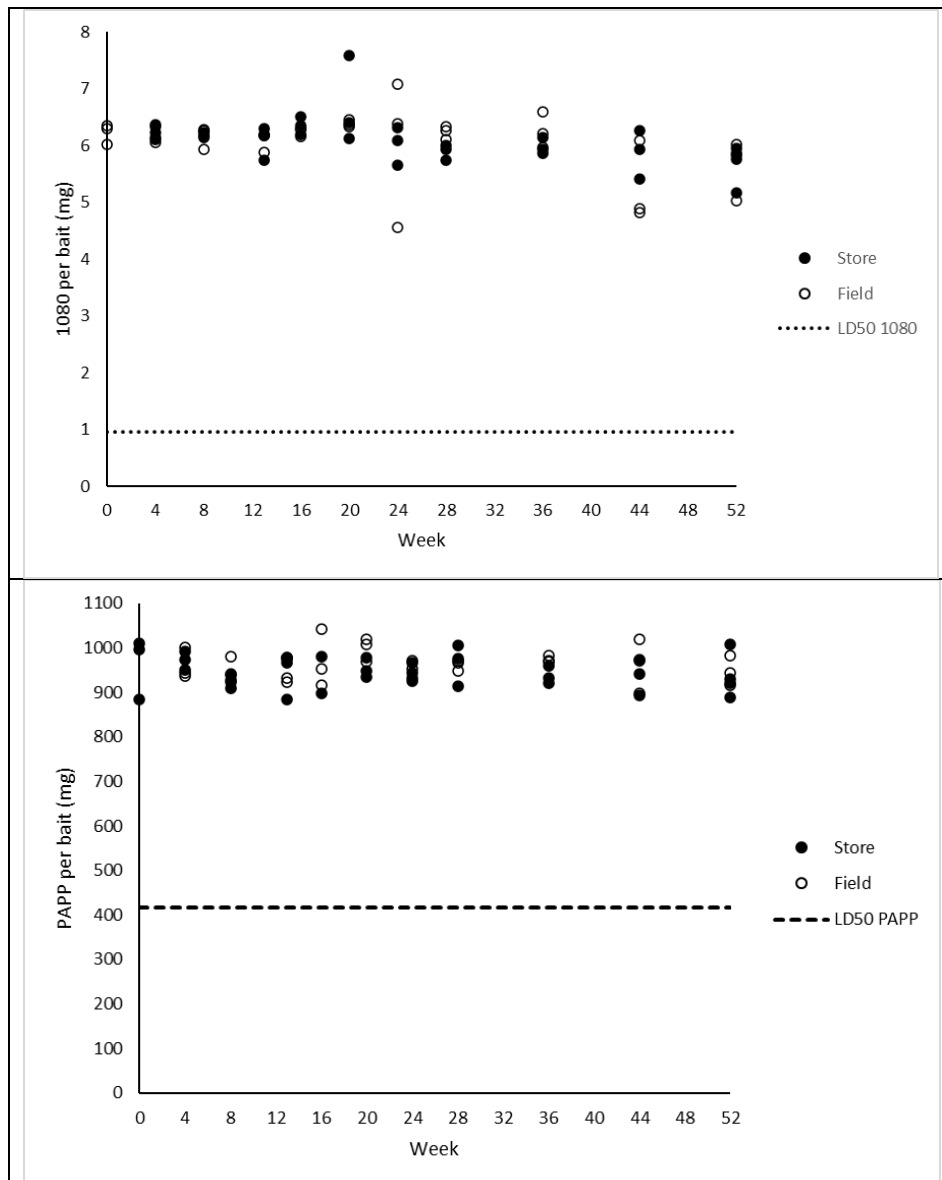 8
7
6
5
4
3
2
1
0
1080 per bait (mg)
0 4 8 12 16 20 24 28 32 36 40 44 48 52
Week
Store
Field
LD50 1080
1100
1000
900
800
700
600
500
400
300
200
100
0
PAPP per bait (mg)
0 4 8 12 16 20 24 28 32 36 40 44 48 52
Week
Store
Field
LD50 PAPP